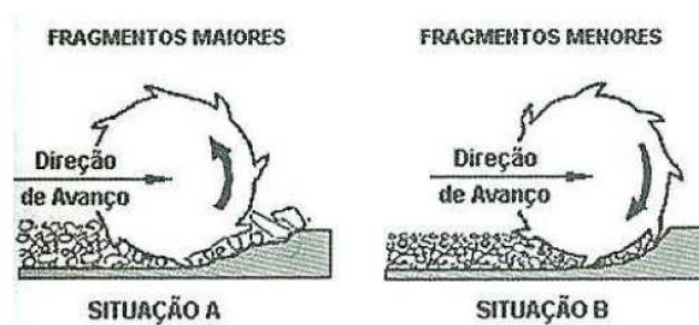 FRAGMENTOS MAIORES
Direção
de Avanço
SITUAÇÃO A
FRAGMENTOS MENORES
Direção
de Avanço
SITUAÇÃO B